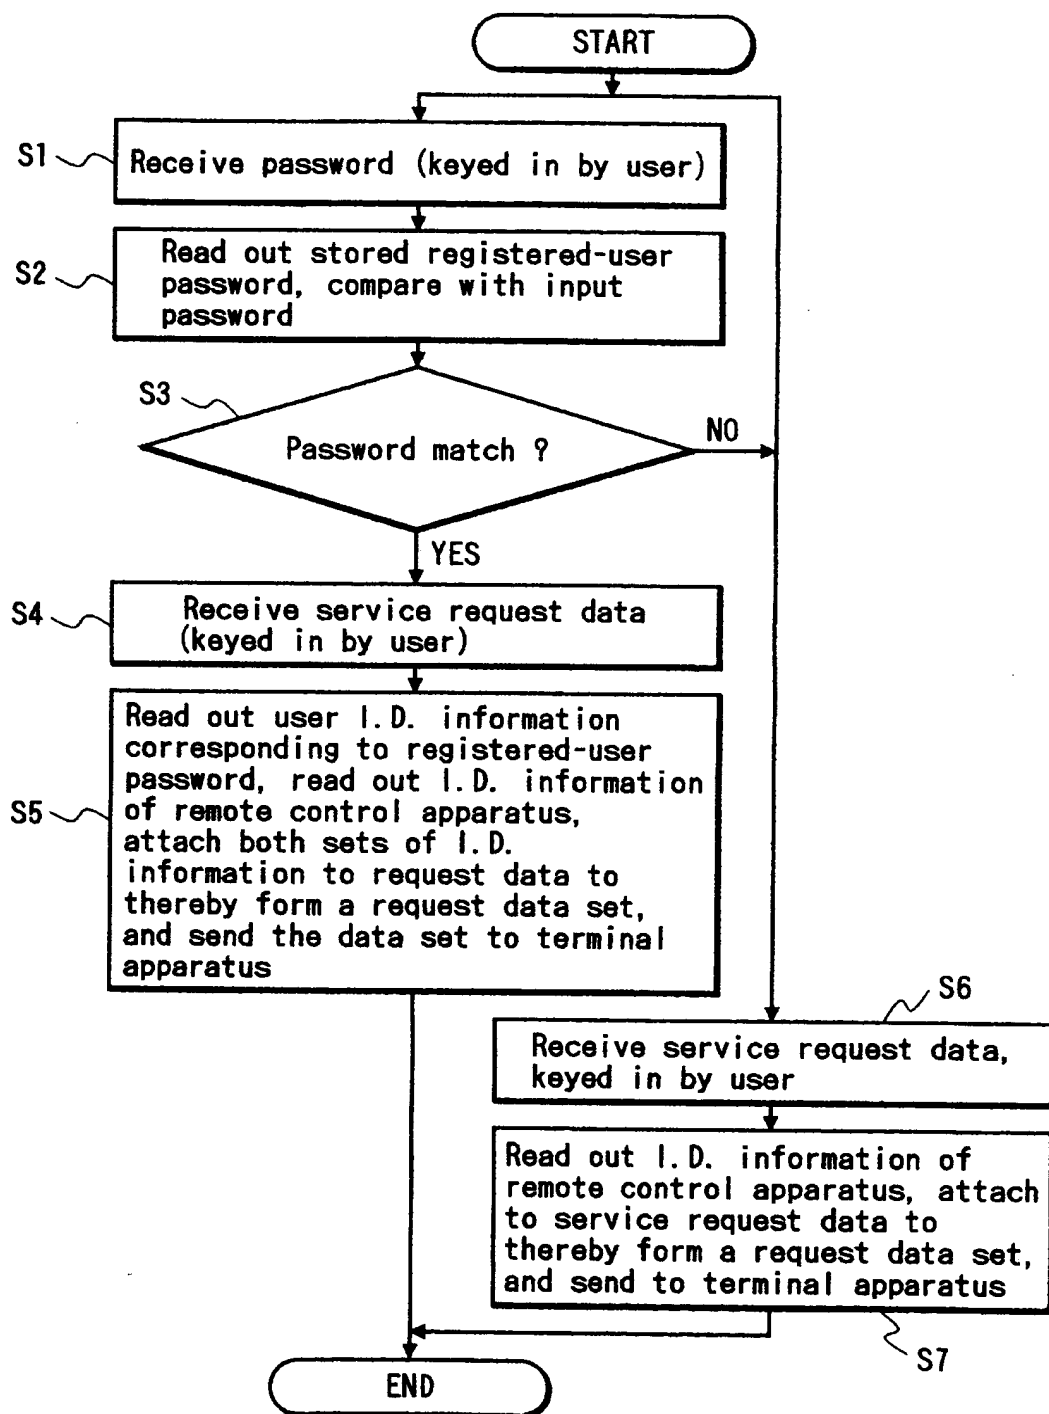 START
S1
Receive password (keyed in by user)
S2
Read out stored registered-user
password, compare with input
password
S3
Password match ?
NO
YES
S4
Receive service request data
(keyed in by user)
S5
Read out user I.D. information
corresponding to registered-user
password, read out I.D. information
of remote control apparatus,
attach both sets of I.D.
information to request data to
thereby form a request data set,
and send the data set to terminal
apparatus
S6
Receive service request data,
keyed in by user
Read out I.D. information of
remote control apparatus, attach
to service request data to
thereby form a request data set,
and send to terminal apparatus
S7
END